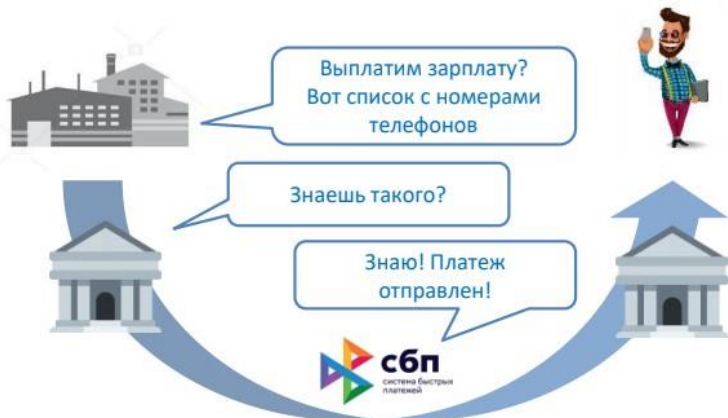 Выплатим зарплату?
Вот список с номерами
телефонов
Знаешь такого?
Знаю! Платеж
отправлен!
сбп
система быстрых
платежей